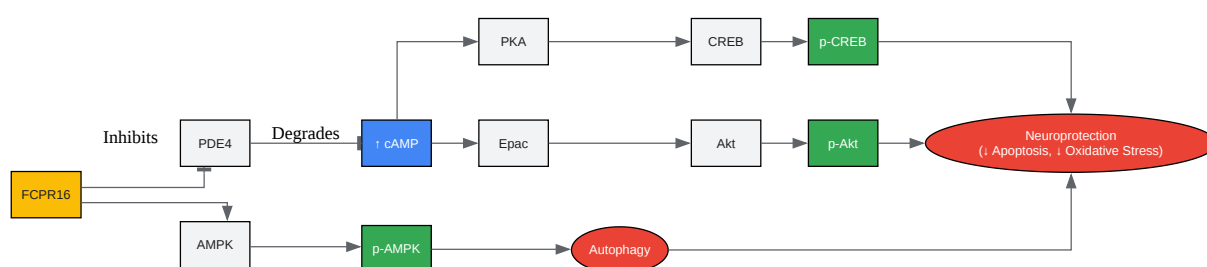 PKA
CREB
p-CREB
Inhibits
PDE4
Degrades
↑ cAMP
Epac
Akt
p-Akt
Neuroprotection
(↓ Apoptosis, ↓ Oxidative Stress)
FCPR16
AMPK
p-AMPK
Autophagy